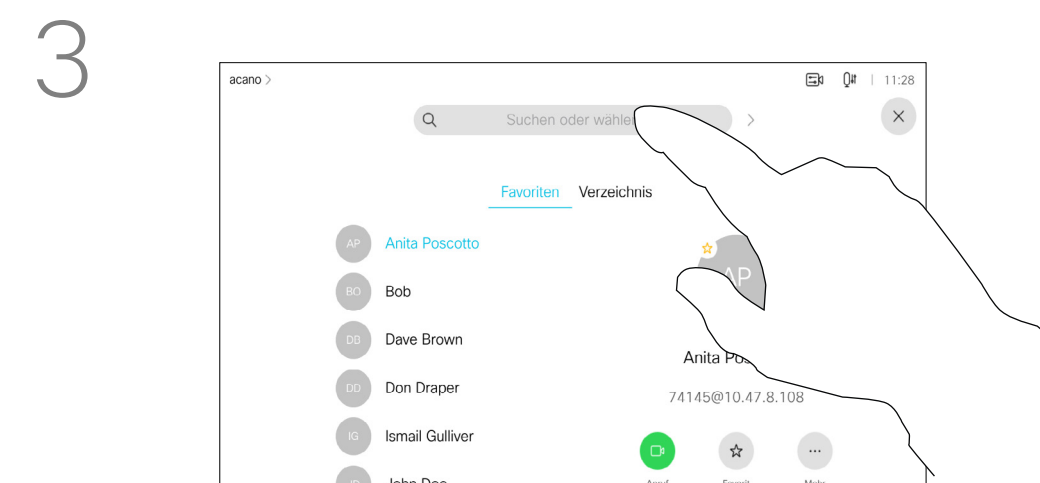 3
acano >
11:28
Suchen oder wähle
Favoriten Verzeichnis
AP Anita Poscotto
BO Bob
AP
DB Dave Brown
Anita
DD Don Draper
74145@10.47.8.108
IG Ismail Gulliver